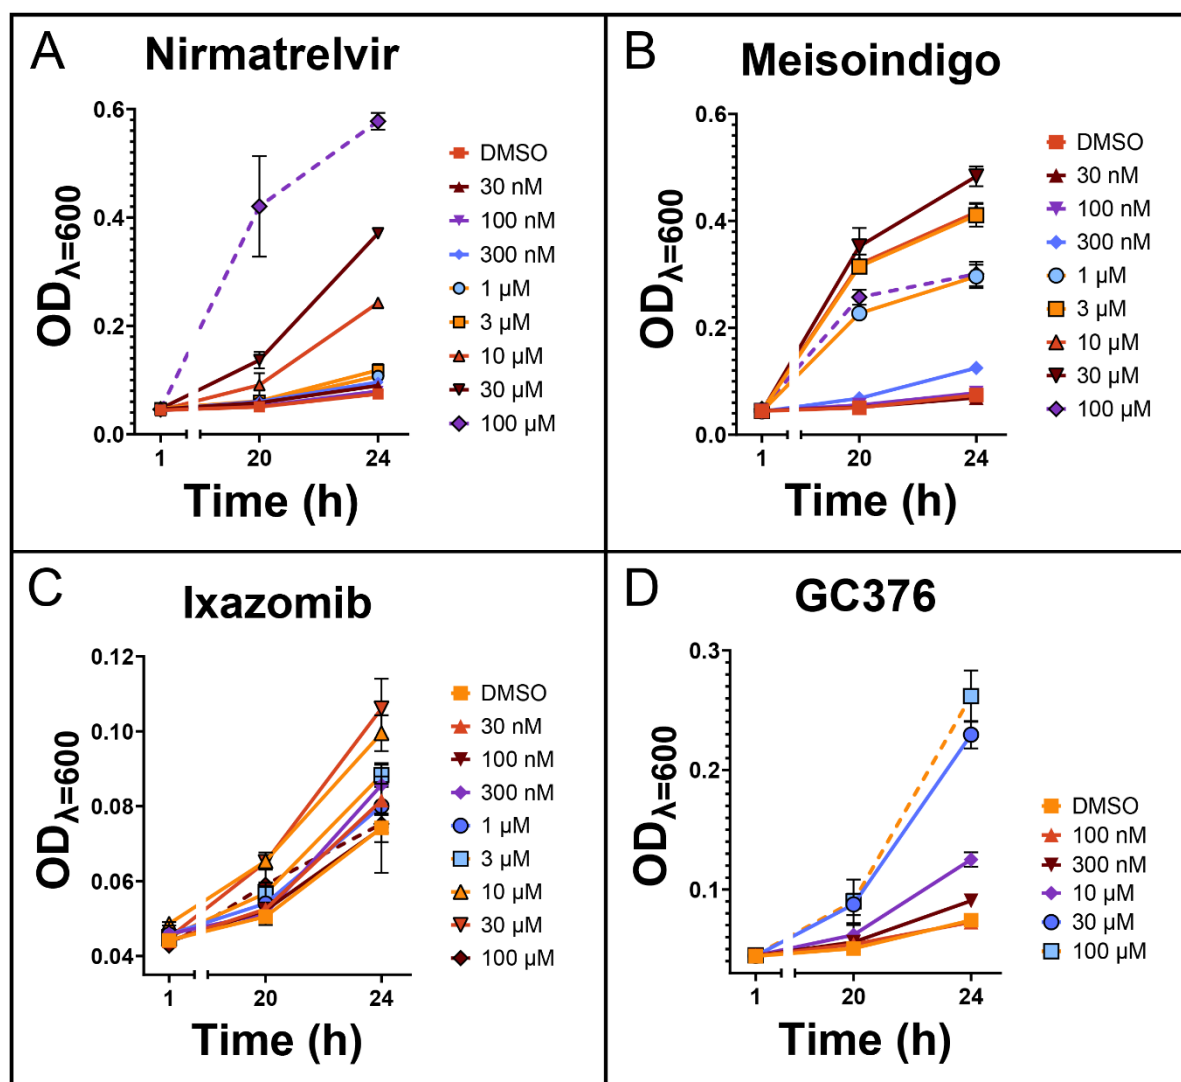 A
Nirmatrelvir
0.6
0.4
0.2
0.0
ODλ=600
1
20
24
Time (h)
DMSO
30 nM
100 nM
300 nM
1 µM
3 µM
10 µM
30 µM
100 µM
B
Meisoindigo
0.6
0.4
0.2
0.0
ODλ=600
1
20
24
Time (h)
DMSO
30 nM
100 nM
300 nM
1 µM
3 µM
10 µM
30 µM
100 µM
C
Ixazomib
0.12
0.10
0.08
0.06
0.04
ODλ=600
1
20
24
Time (h)
DMSO
30 nM
100 nM
300 nM
1 µM
3 µM
10 µM
30 µM
100 µM
D
GC376
0.3
0.2
0.1
ODλ=600
1
20
24
Time (h)
DMSO
100 nM
300 nM
10 µM
30 µM
100 µM